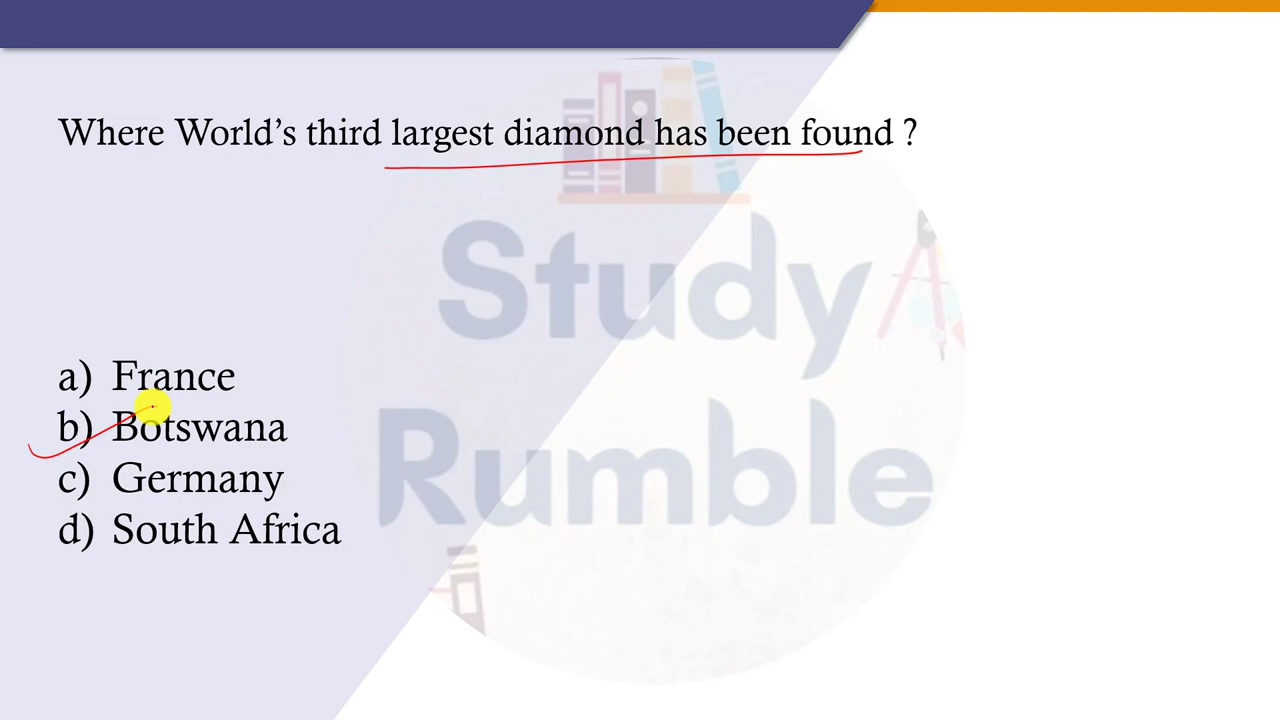 Where World's third largest diamond has been found ?
Study
Rumble
a) France
b) Botswana
c) Germany
d) South Africa